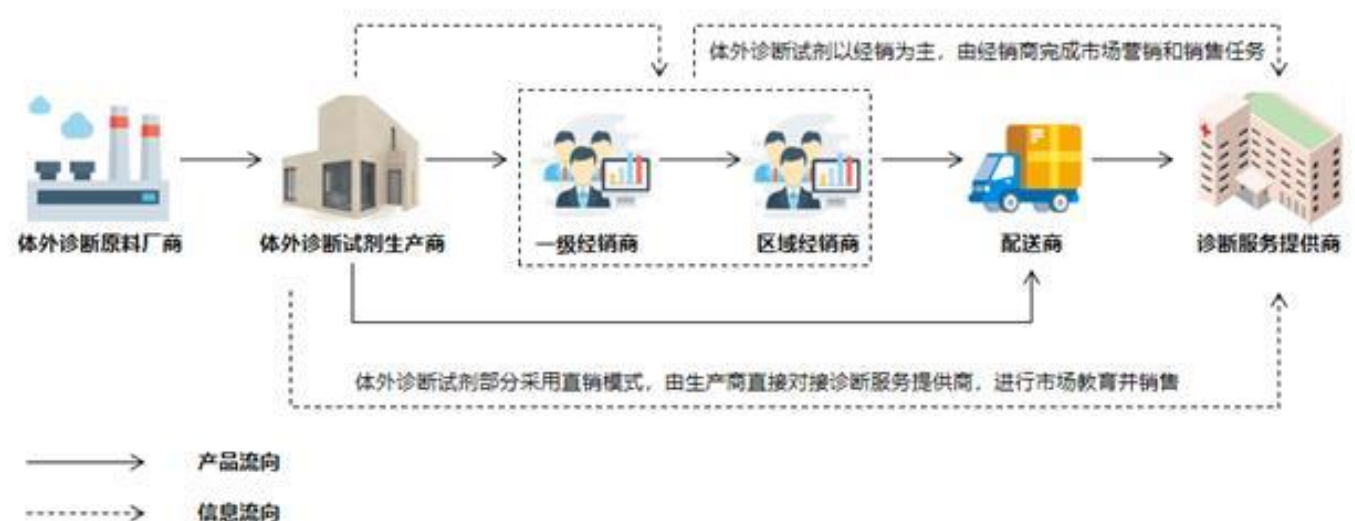 体外诊断试剂以经销为主，由经销商完成市场营销和销售任务
体外诊断原料厂商
体外诊断试剂生产商
一级经销商
区域经销商
配送商
诊断服务提供商
体外诊断试剂部分采用直销模式，由生产商直接对接诊断服务提供商，进行市场教育并销售
产品流向
信息流向